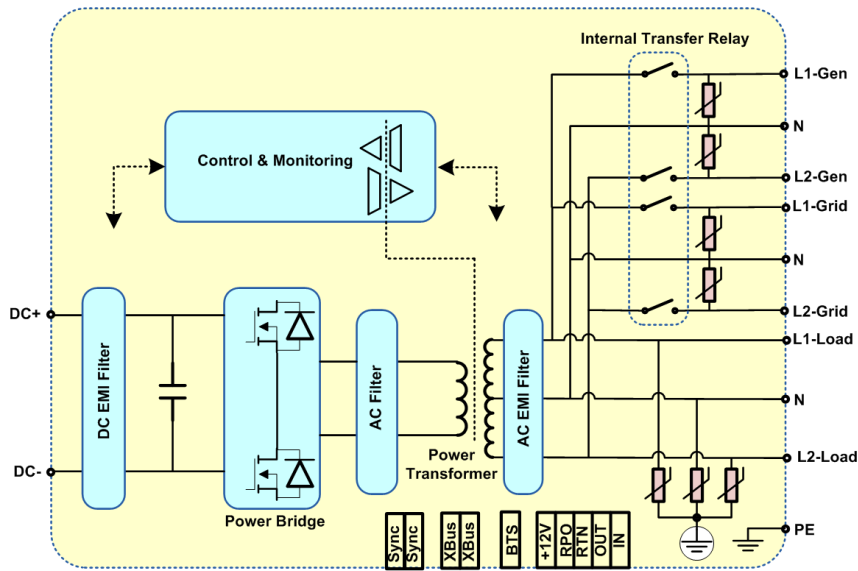 Internal Transfer Relay
L1-Gen
N
L2-Gen
L1-Grid
N
L2-Grid
L1-Load
N
L2-Load
PE
Control & Monitoring
DC+
DC-
DC EMI Filter
Power Bridge
AC Filter
Power
Transformer
AC EMI Filter
Sync
Sync
XBus
XBus
BTS
+12V
RPO
RTN
OUT
IN